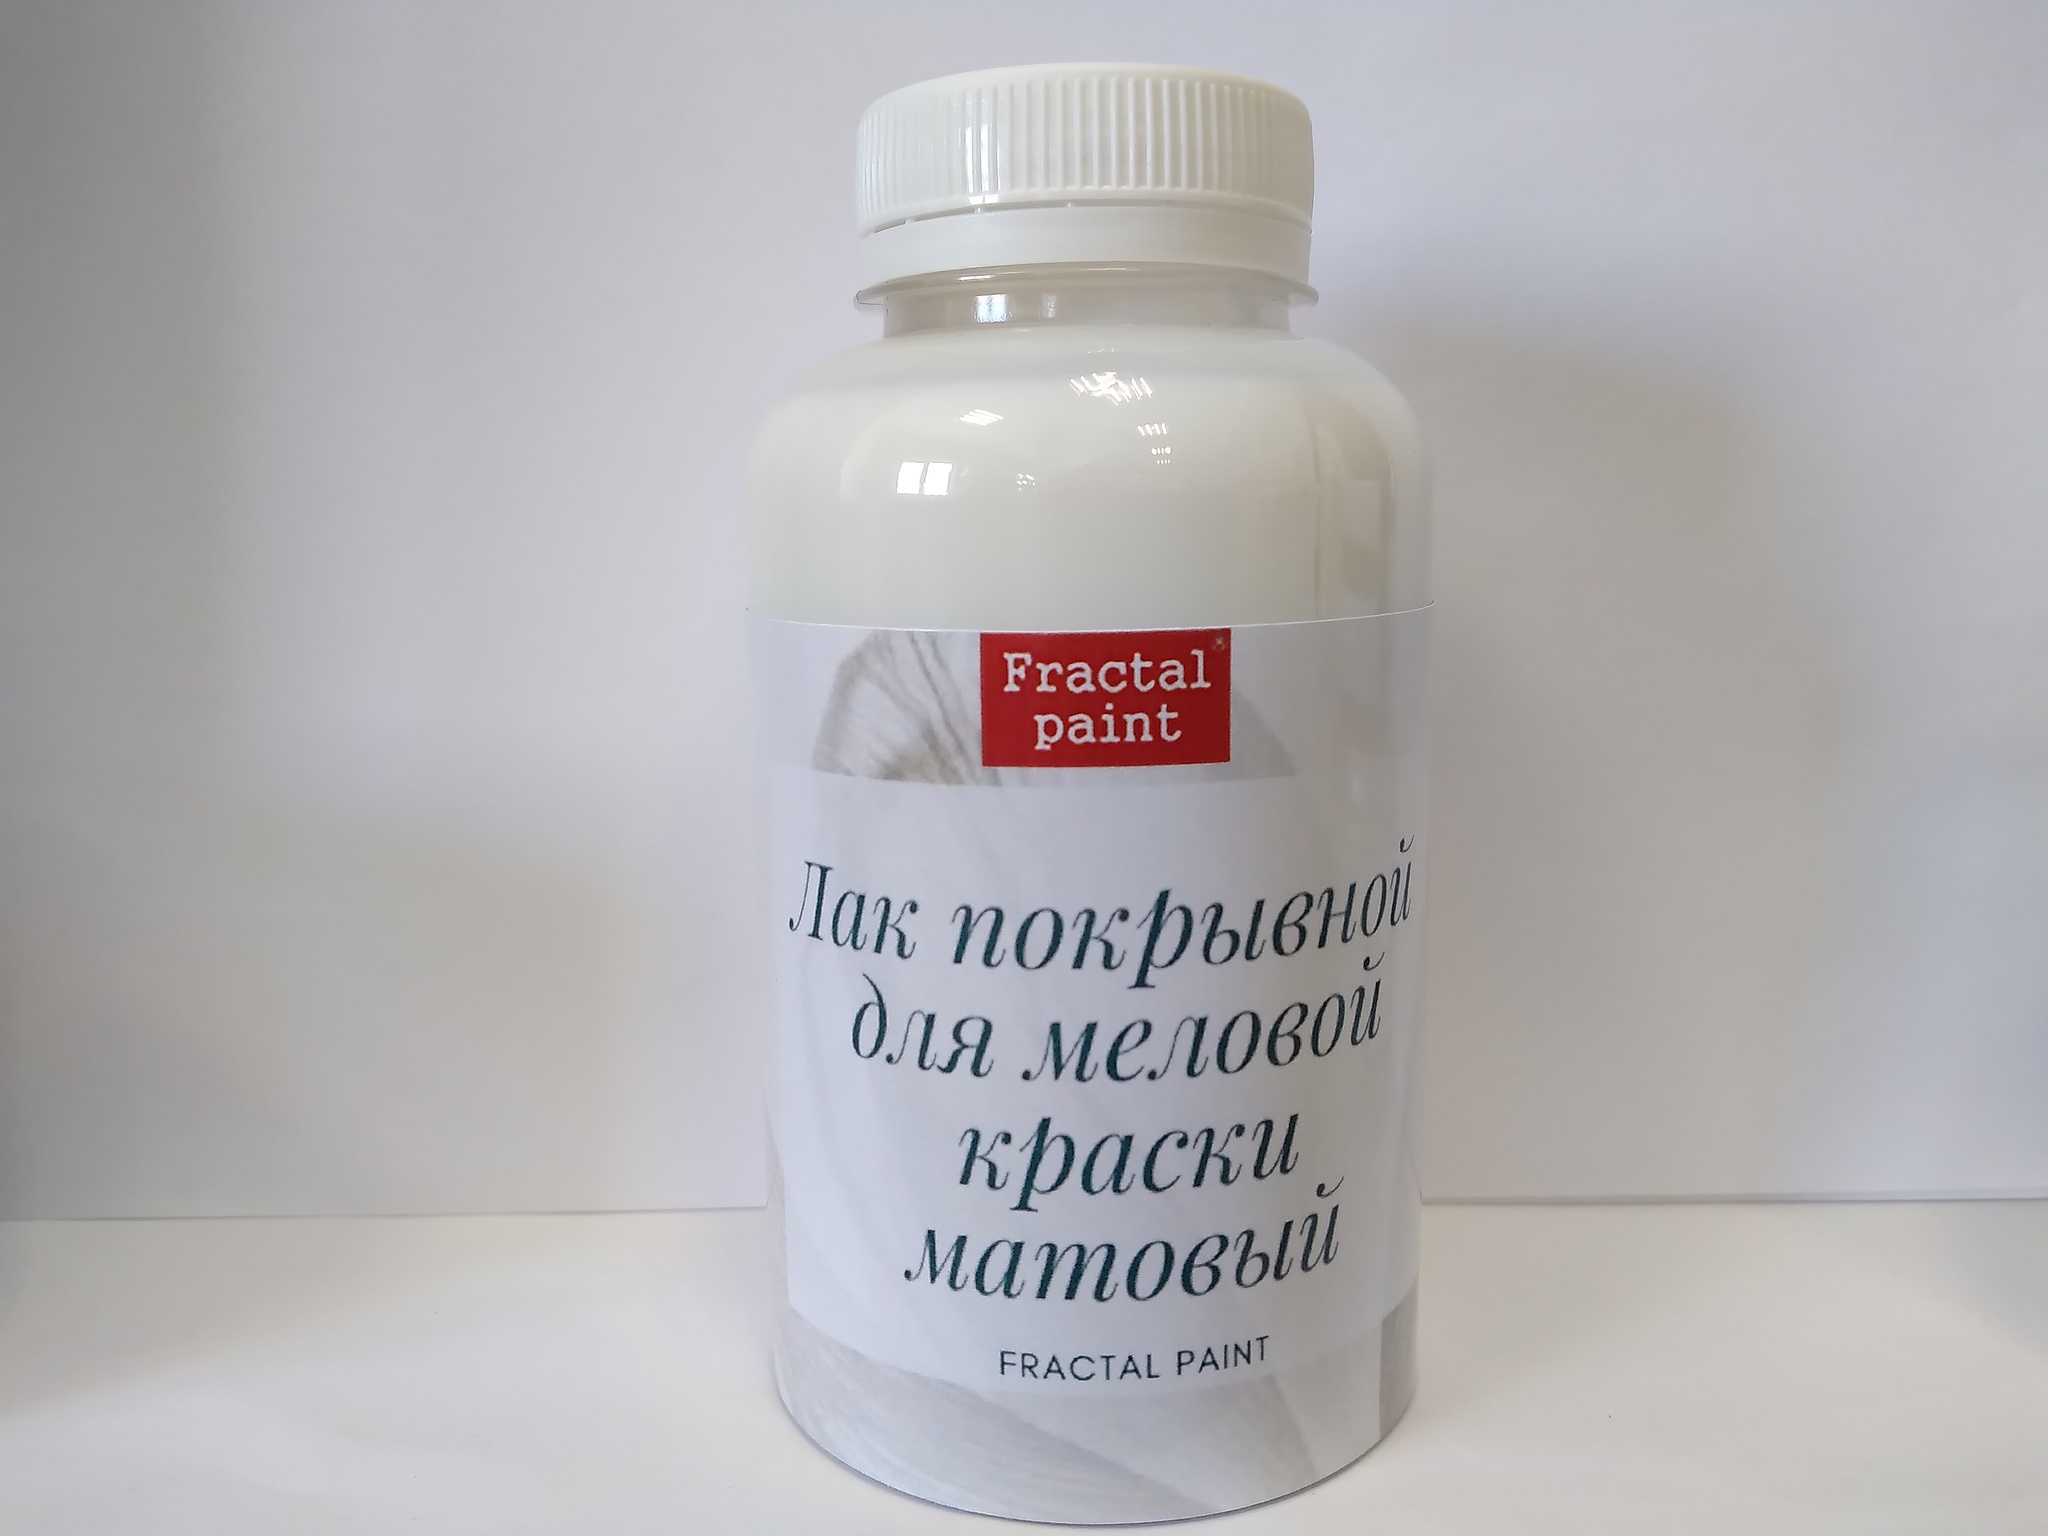 Fractal
paint
Лак покрывной
для меловой
краски
матовый
FRACTAL PAINT